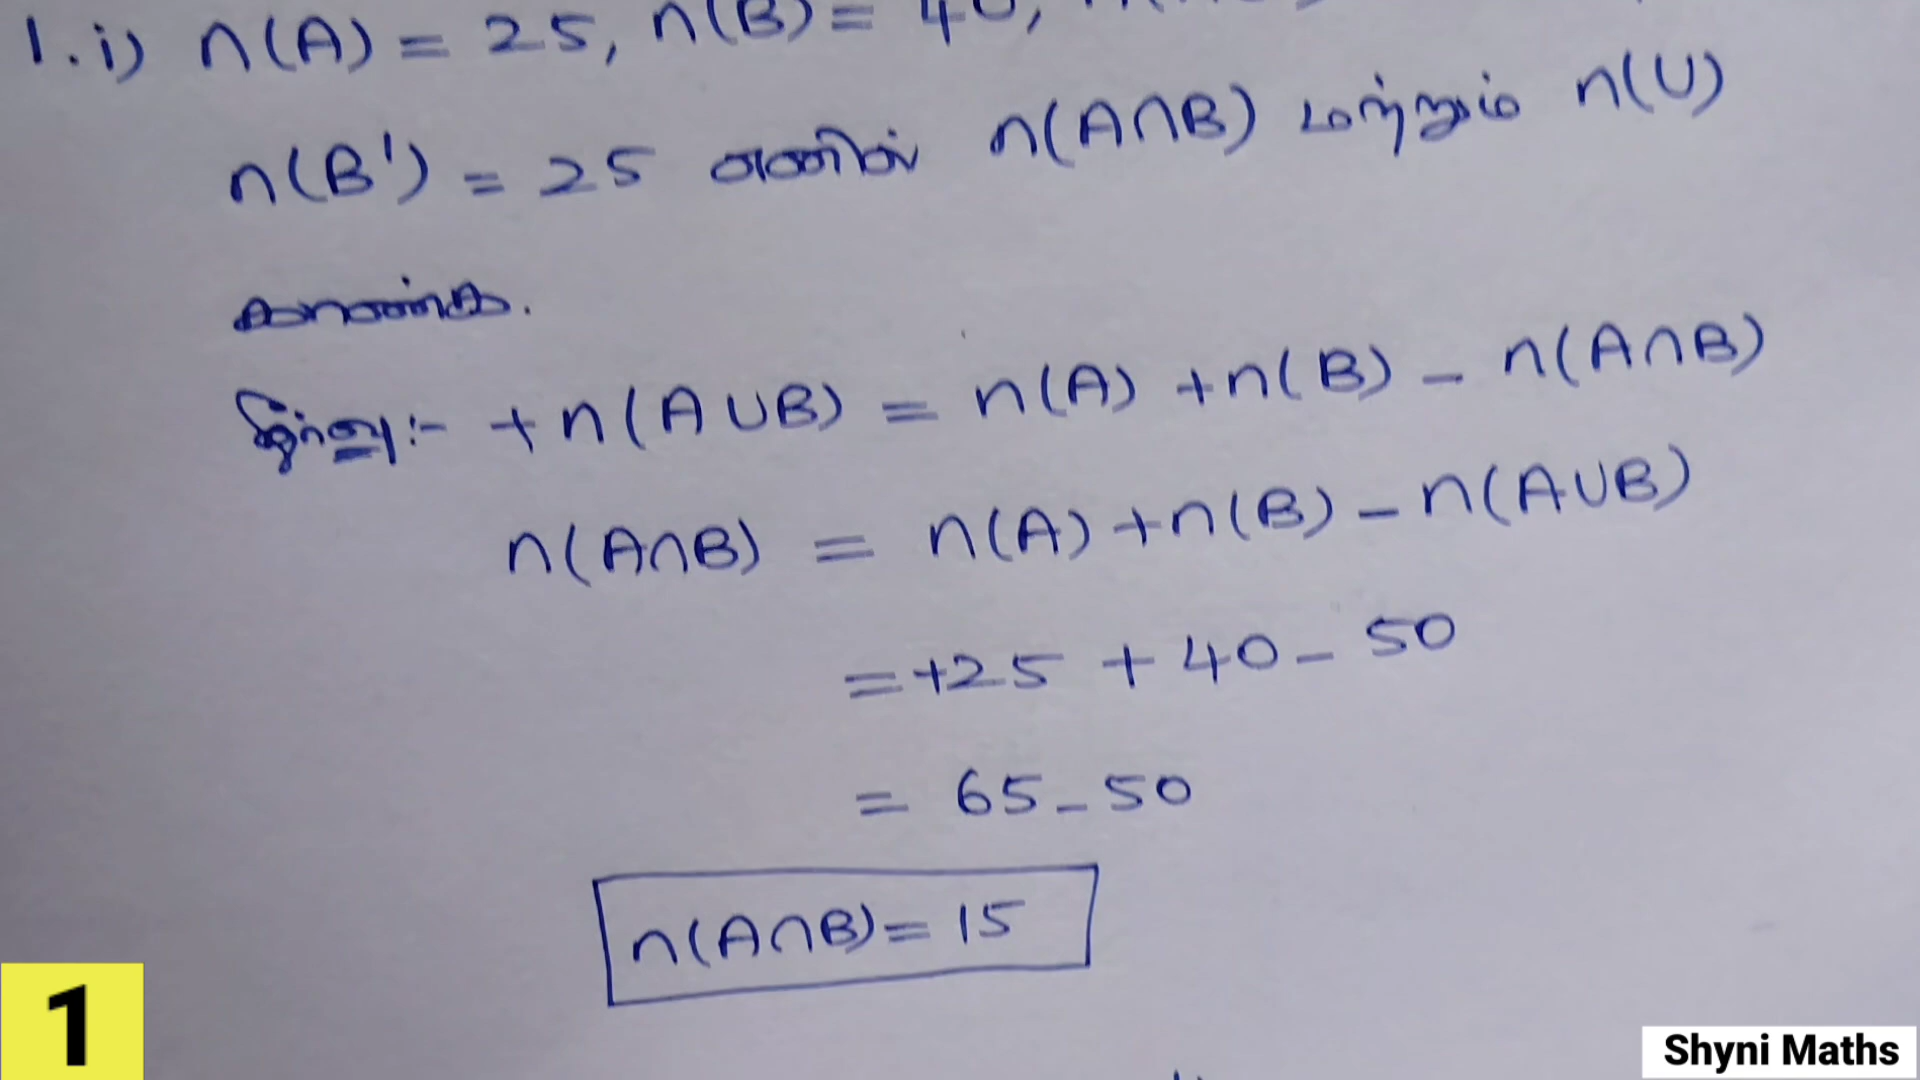 1.i) n(A) = 25, n(B) = 40,
n(B') = 25 எனில் n(A∩B) மற்றும் n(U)
காண்க.
தீர்வு:- +n(A∪B) = n(A) +n(B) - n(A∩B)
n(A∩B) = n(A) +n(B) - n(A∪B)
= +25 + 40 - 50
= 65 - 50
n(A∩B) = 15
1
Shyni Maths